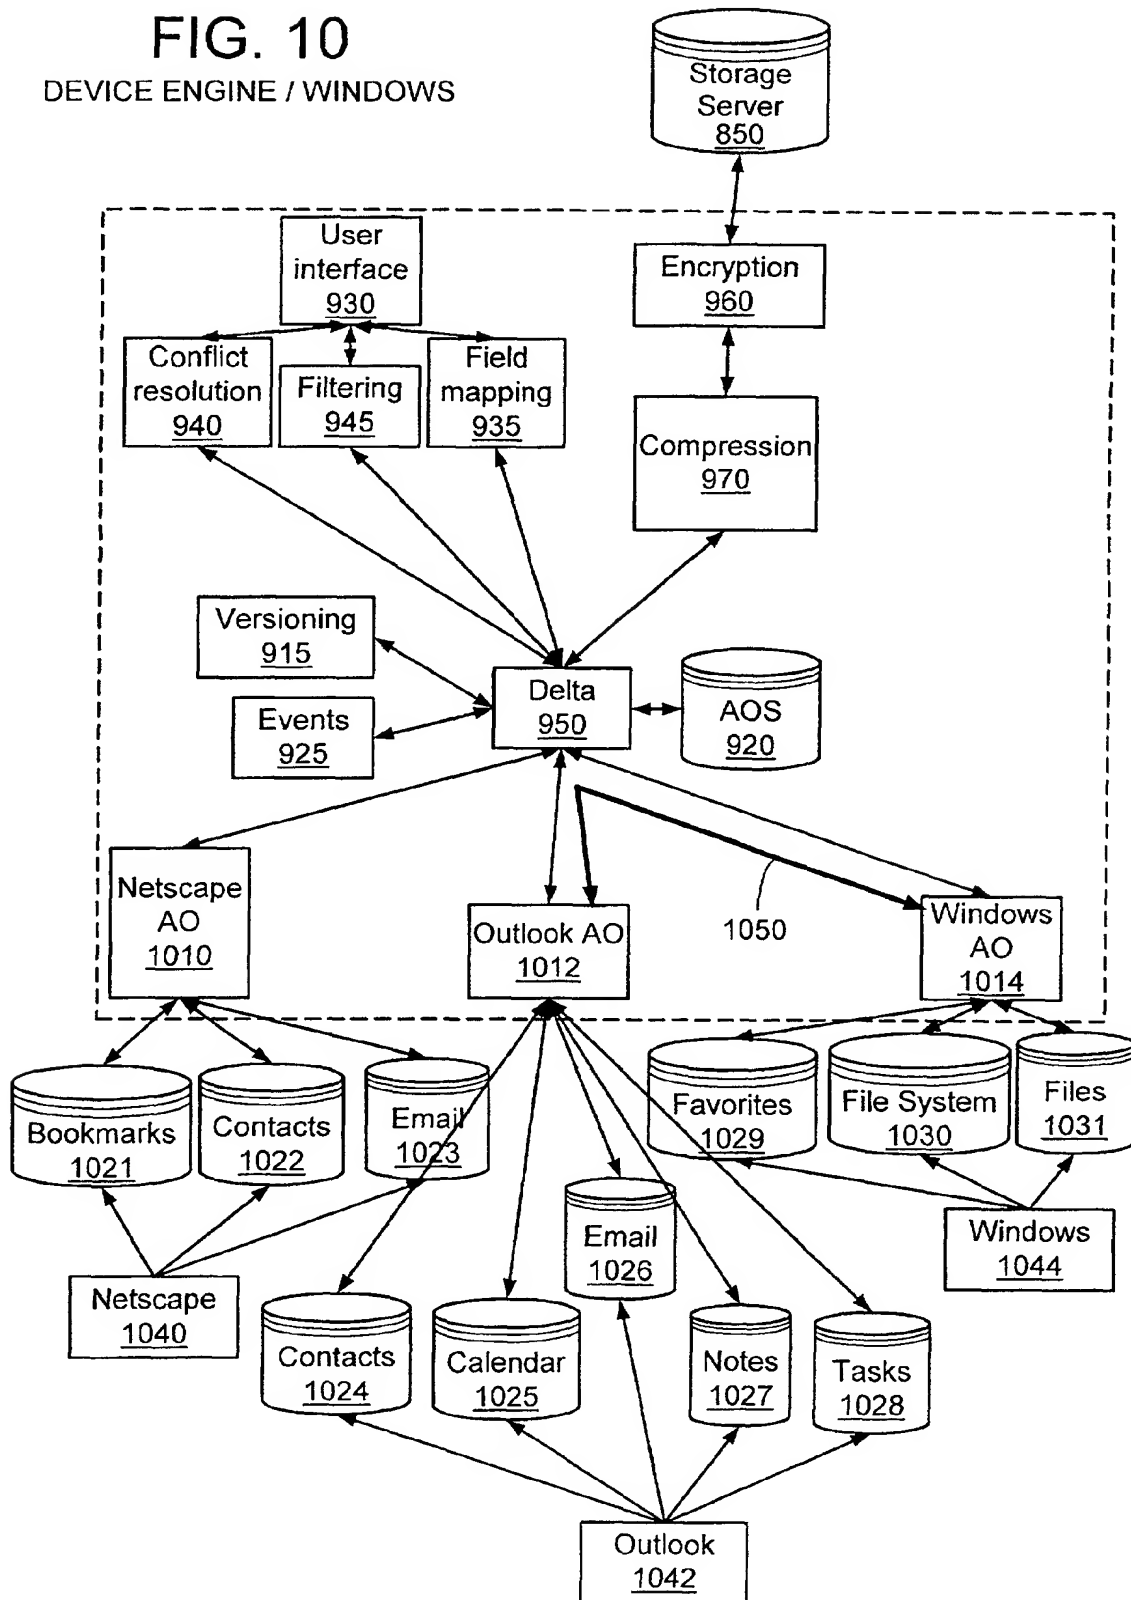 FIG. 10
DEVICE ENGINE / WINDOWS
Storage
Server
850
User
interface
930
Encryption
960
Conflict
resolution
940
Filtering
945
Field
mapping
935
Compression
970
Versioning
915
Events
925
Delta
950
AOS
920
Netscape
AO
1010
Outlook AO
1012
1050
Windows
AO
1014
Bookmarks
1021
Contacts
1022
Email
1023
Favorites
1029
File System
1030
Files
1031
Netscape
1040
Email
1026
Windows
1044
Contacts
1024
Calendar
1025
Notes
1027
Tasks
1028
Outlook
1042